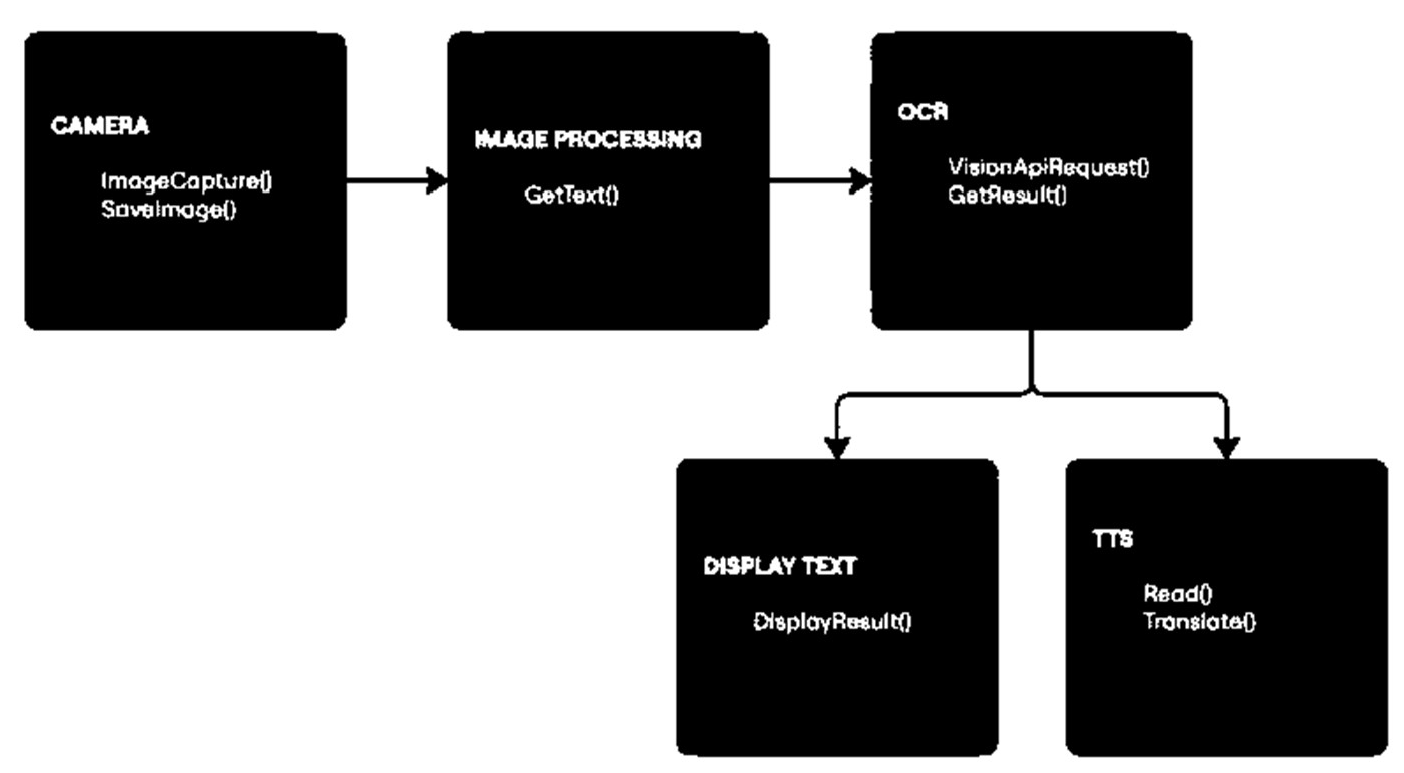 CAMERA
ImageCapture()
SaveImage()
IMAGE PROCESSING
GetText()
OCR
VisionApiRequest()
GetResult()
DISPLAY TEXT
DisplayResult()
TTS
Read()
Translate()